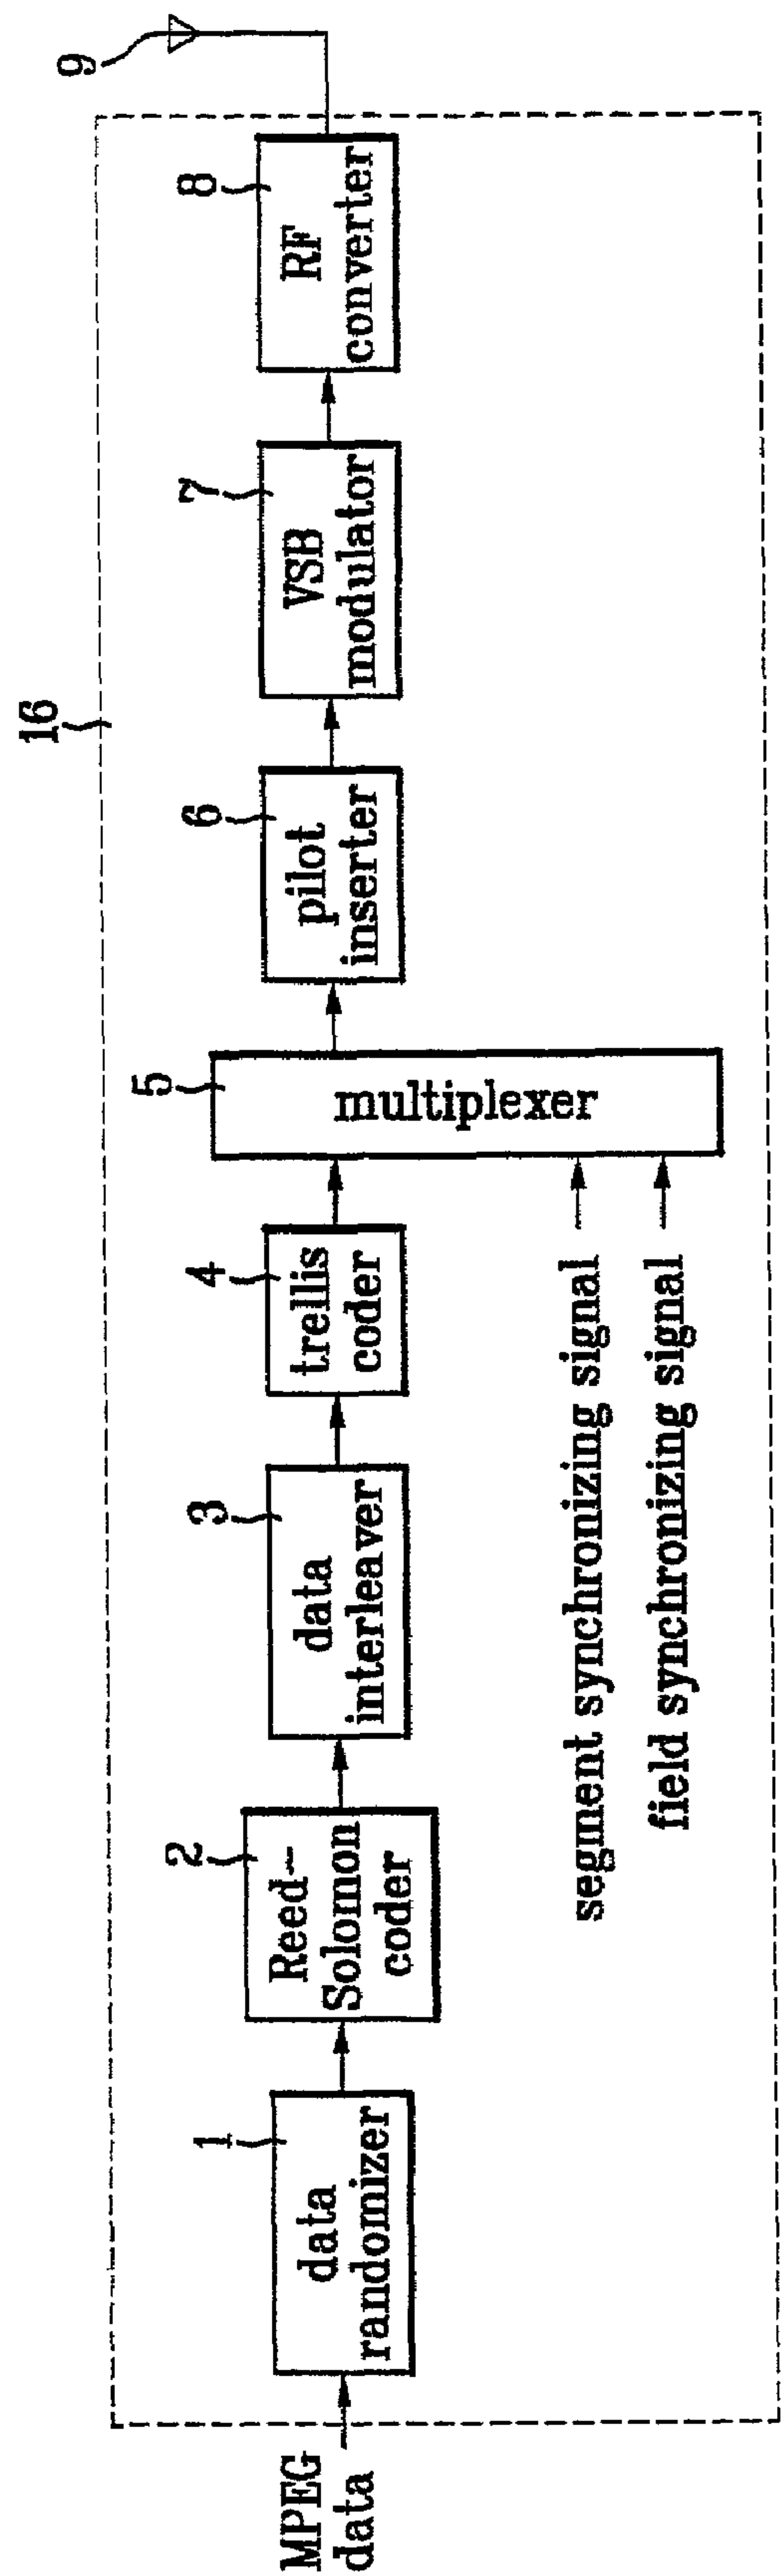 MPEG
data
1
data
randomizer
2
Reed-
Solomon
coder
3
data
interleaver
4
trellis
coder
segment synchronizing signal
field synchronizing signal
5
multiplexer
6
pilot
inserter
16
7
VSB
modulator
8
RF
converter
9